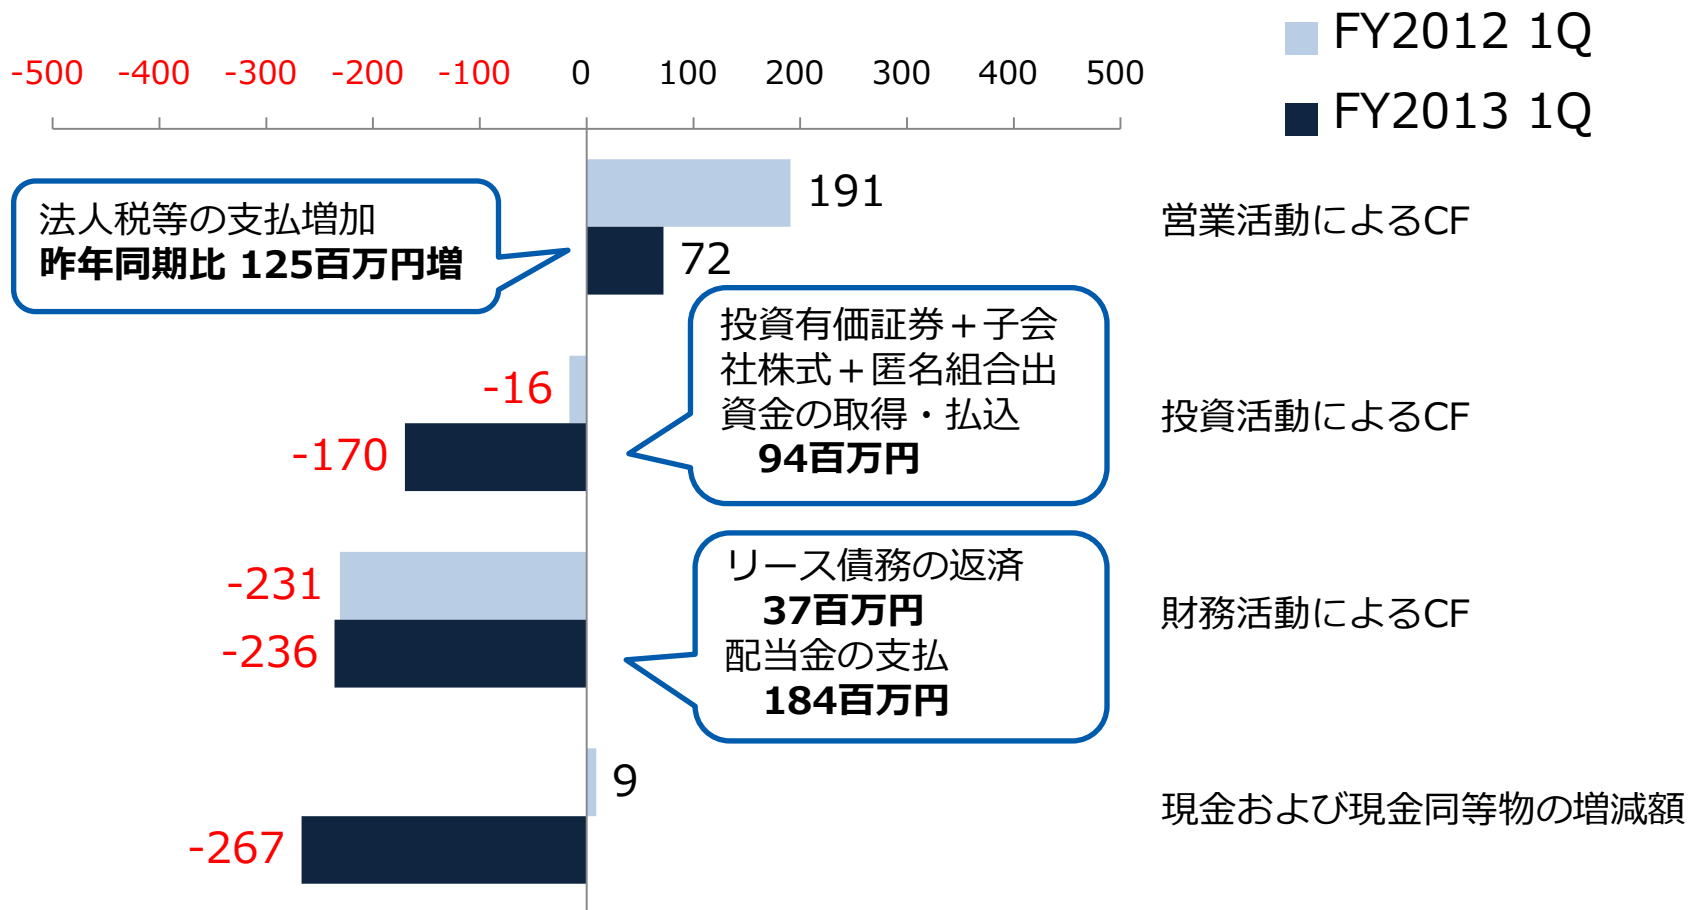 FY2012 1Q
FY2013 1Q
-500 -400 -300 -200 -100 0 100 200 300 400 500
191
72
営業活動によるCF
法人税等の支払増加
昨年同期比 125百万円増
-16
-170
投資活動によるCF
投資有価証券＋子会
社株式＋匿名組合出
資金の取得・払込
94百万円
-231
-236
財務活動によるCF
リース債務の返済
37百万円
配当金の支払
184百万円
9
-267
現金および現金同等物の増減額